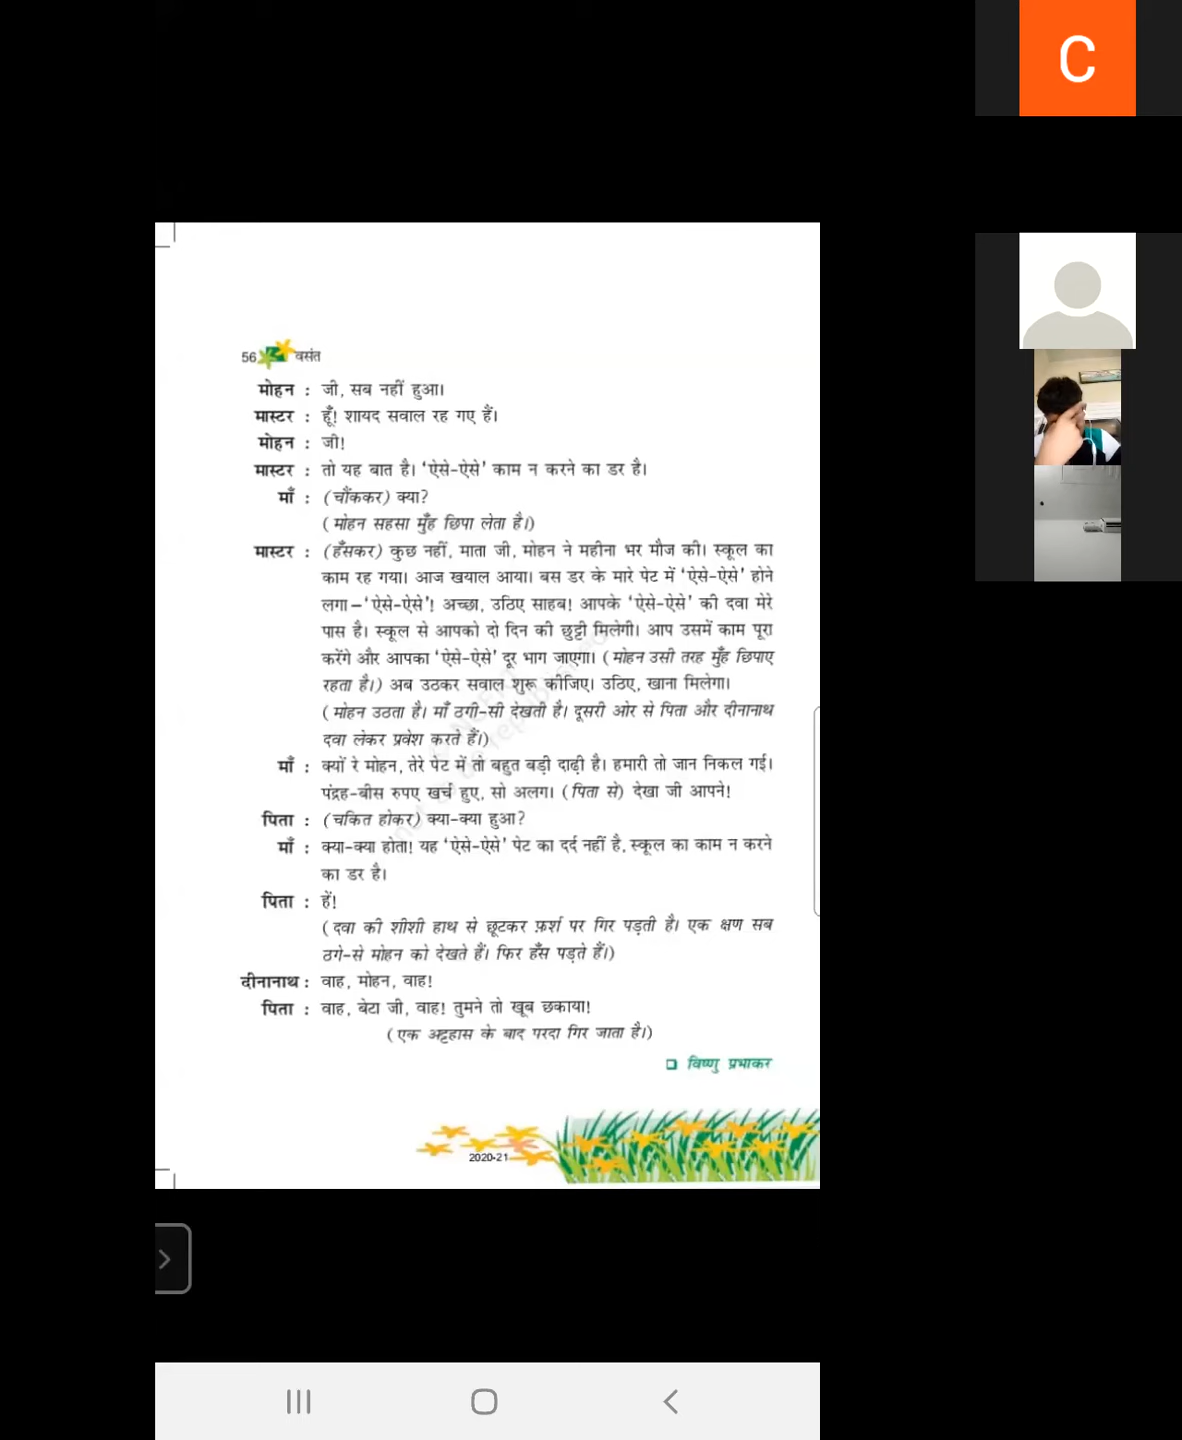 C
56 वसंत
मोहन : जी, सब नहीं हुआ।
मास्टर : हूँ! शायद सवाल रह गए हैं।
मोहन : जी!
मास्टर : तो यह बात है। ‘ऐसे-ऐसे’ काम न करने का डर है।
माँ : (चौंककर) क्या?
(मोहन सहसा मुँह छिपा लेता है।)
मास्टर : (हँसकर) कुछ नहीं, माता जी, मोहन ने महीना भर मौज की। स्कूल का
काम रह गया। आज खयाल आया। बस डर के मारे पेट में ‘ऐसे-ऐसे’ होने
लगा–‘ऐसे-ऐसे’! अच्छा, उठिए साहब! आपके ‘ऐसे-ऐसे’ की दवा मेरे
पास है। स्कूल से आपको दो दिन की छुट्टी मिलेगी। आप उसमें काम पूरा
करेंगे और आपका ‘ऐसे-ऐसे’ दूर भाग जाएगा। (मोहन उसी तरह मुँह छिपाए
रहता है।) अब उठकर सवाल शुरू कीजिए। उठिए, खाना मिलेगा।
(मोहन उठता है। माँ ठगी-सी देखती है। दूसरी ओर से पिता और दीनानाथ
दवा लेकर प्रवेश करते हैं।)
माँ : क्यों रे मोहन, तेरे पेट में तो बहुत बड़ी दाढ़ी है। हमारी तो जान निकल गई।
पंद्रह-बीस रुपए खर्च हुए, सो अलग। (पिता से) देखा जी आपने!
पिता : (चकित होकर) क्या-क्या हुआ?
माँ : क्या-क्या होता! यह ‘ऐसे-ऐसे’ पेट का दर्द नहीं है, स्कूल का काम न करने
का डर है।
पिता : हें!
(दवा की शीशी हाथ से छूटकर फ़र्श पर गिर पड़ती है। एक क्षण सब
ठगे-से मोहन को देखते हैं। फिर हँस पड़ते हैं।)
दीनानाथ : वाह, मोहन, वाह!
पिता : वाह, बेटा जी, वाह! तुमने तो खूब छकाया!
(एक अट्टहास के बाद परदा गिर जाता है।)
विष्णु प्रभाकर
2020-21